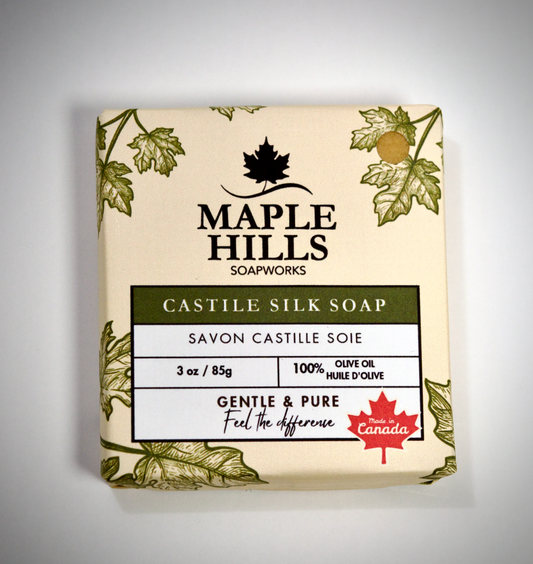 MAPLE
HILLS
SOAPWORKS
CASTILE SILK SOAP
SAVON CASTILLE SOIE
3 oz / 85g
100% OLIVE OIL
HUILE D'OLIVE
GENTLE & PURE
Feel the difference
Made in
Canada